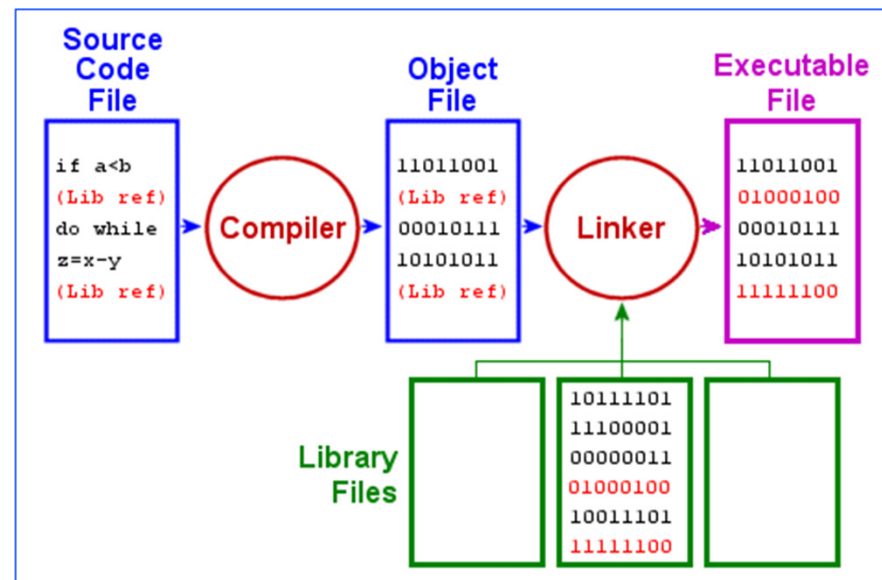 Source
Code
File
if a<b
(Lib ref)
do while
z=x-y
(Lib ref)
Compiler
Object
File
11011001
(Lib ref)
00010111
10101011
(Lib ref)
Linker
Executable
File
11011001
01000100
00010111
10101011
11111100
Library
Files
10111101
11100001
00000011
01000100
10011101
11111100